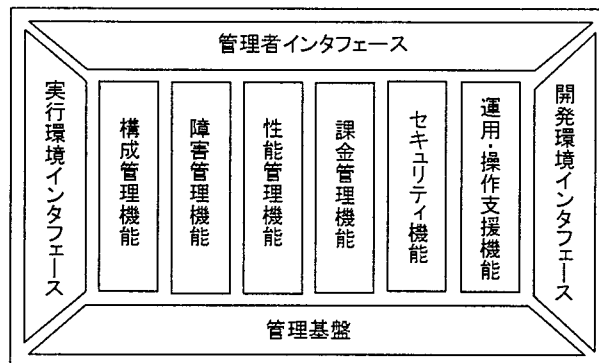 管理者インタフェース
実行環境インタフェース
構成管理機能
障害管理機能
性能管理機能
課金管理機能
セキュリティ機能
運用・操作支援機能
開発環境インタフェース
管理基盤